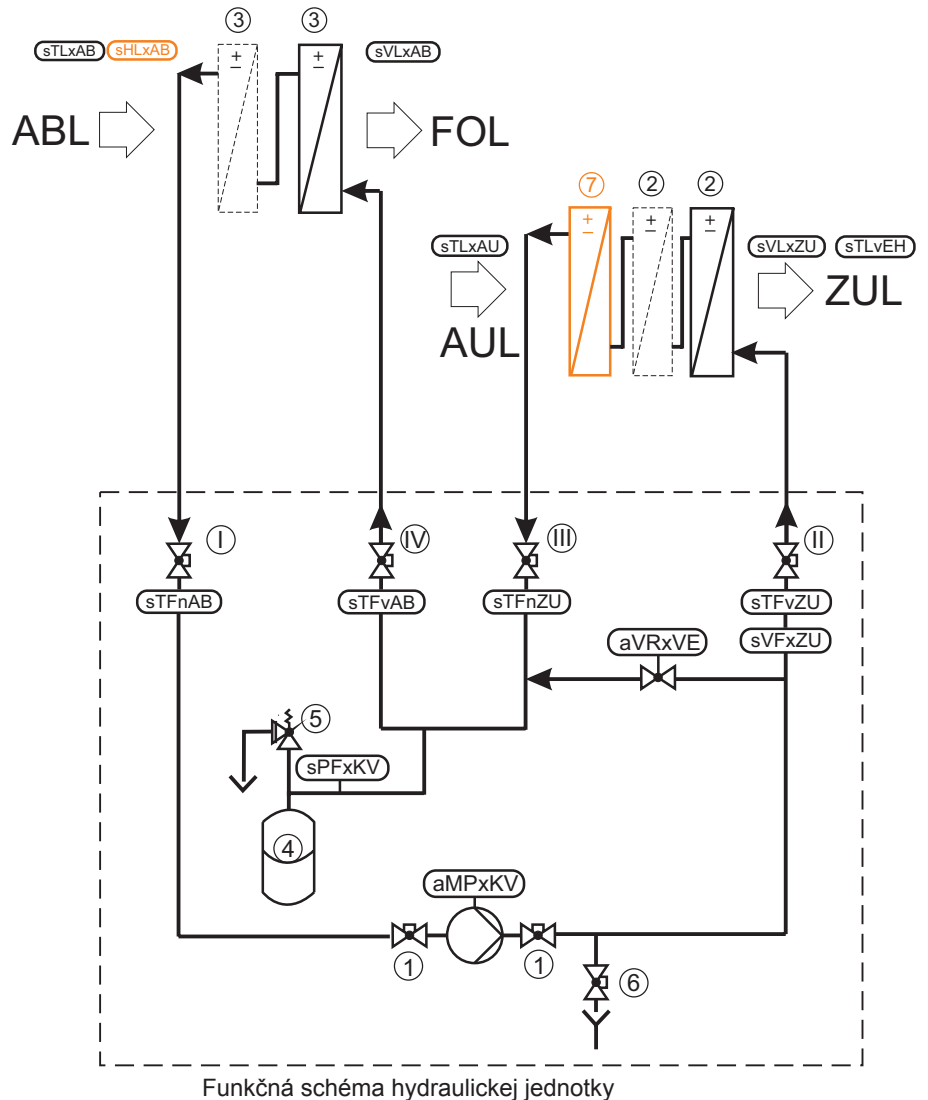 ③ ③
sTLxAB sHLxAB sVLxAB
± ±
ABL FOL
⑦ ② ②
sTLxAU sVLxZU sTLvEH
± ± ±
ZUL
AUL
I IV III II
sTFnAB sTFvAB sTFnZU sTFvZU
aVRxVE sVFxZU
⑤
sPFxKV
④
aMPxKV
① ①
⑥
Funkčná schéma hydraulickej jednotky